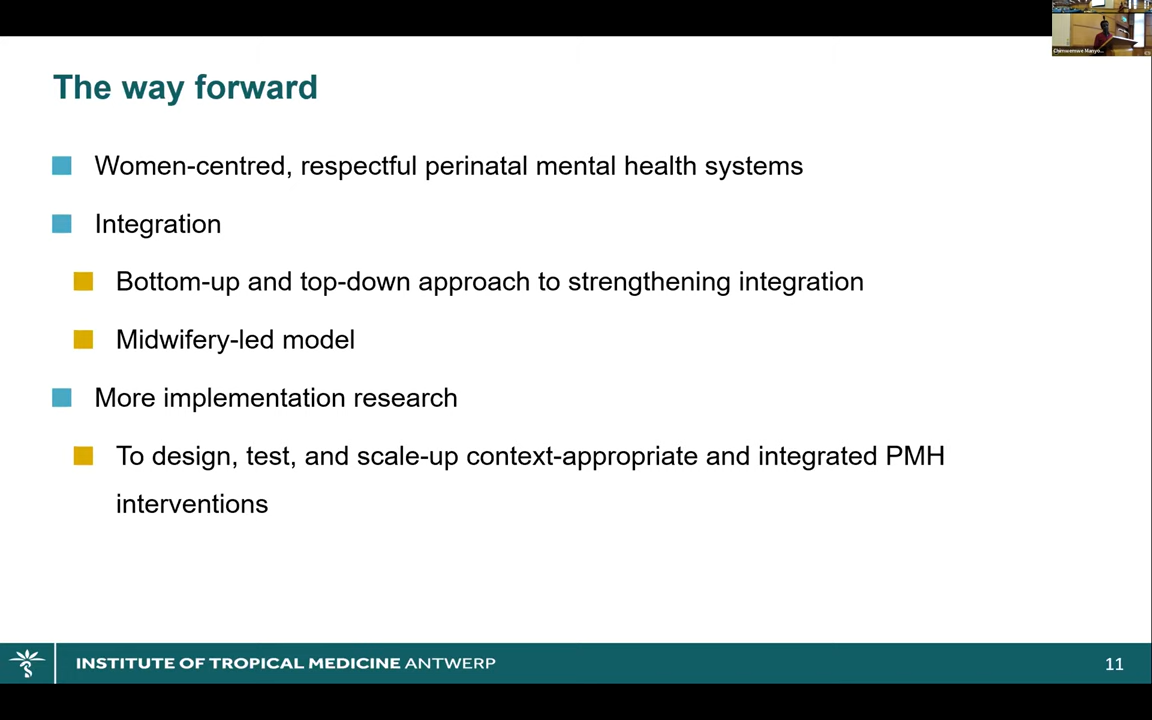 The way forward
Women-centred, respectful perinatal mental health systems
Integration
Bottom-up and top-down approach to strengthening integration
Midwifery-led model
More implementation research
To design, test, and scale-up context-appropriate and integrated PMH
interventions
INSTITUTE OF TROPICAL MEDICINE ANTWERP
11